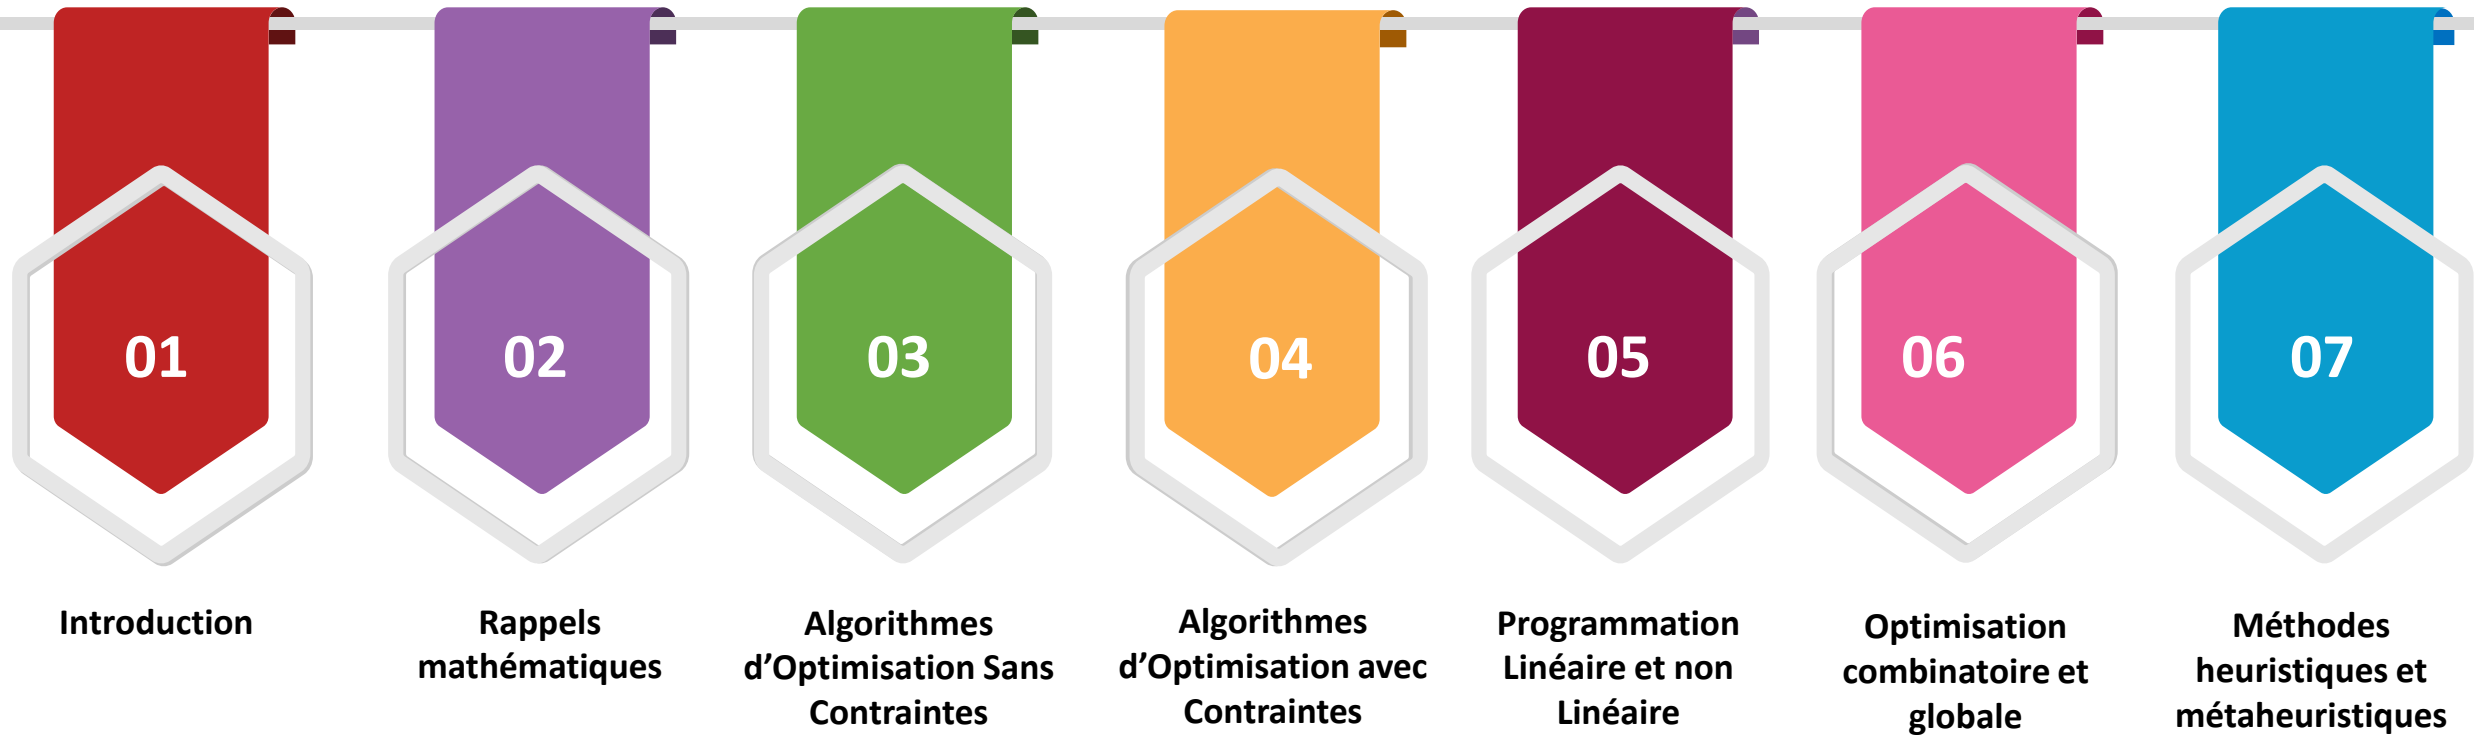 01
02
03
04
05
06
07
Introduction
Rappels
mathématiques
Algorithmes
d’Optimisation Sans
Contraintes
Algorithmes
d’Optimisation avec
Contraintes
Programmation
Linéaire et non
Linéaire
Optimisation
combinatoire et
globale
Méthodes
heuristiques et
métaheuristiques